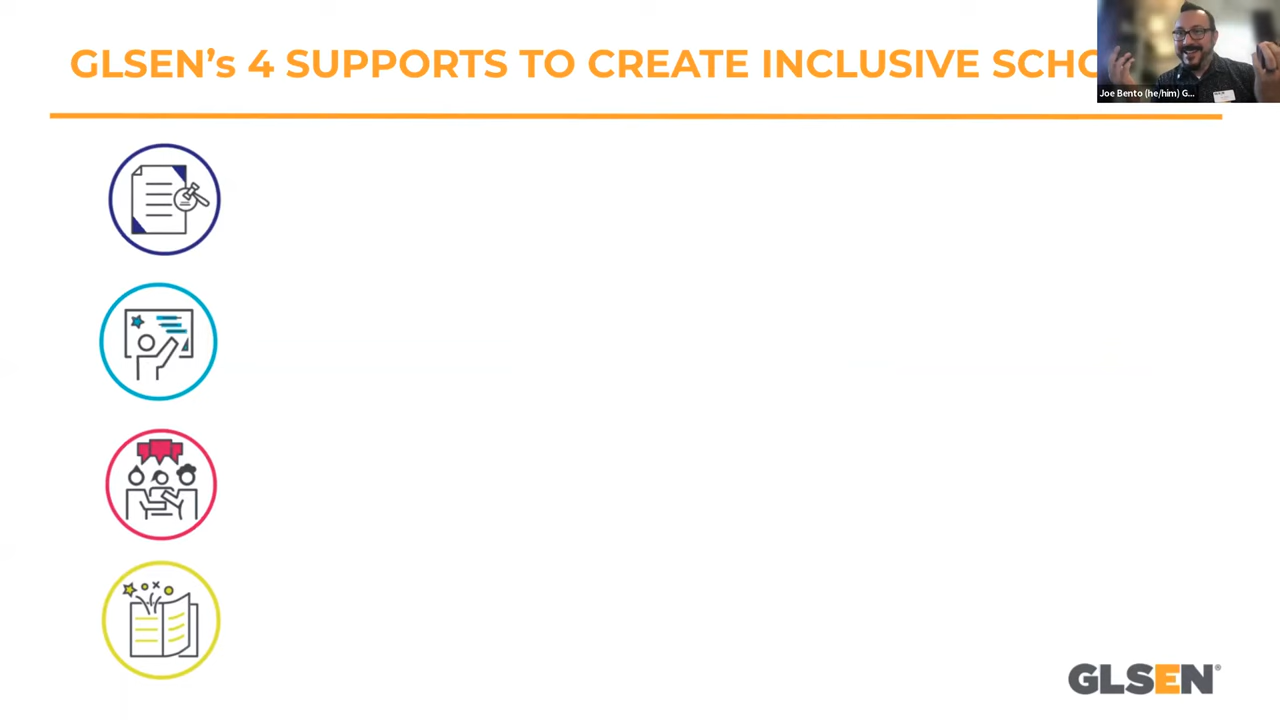 GLSEN's 4 SUPPORTS TO CREATE INCLUSIVE SCHO
Joe Bento (he/him) G...
GLSEN®